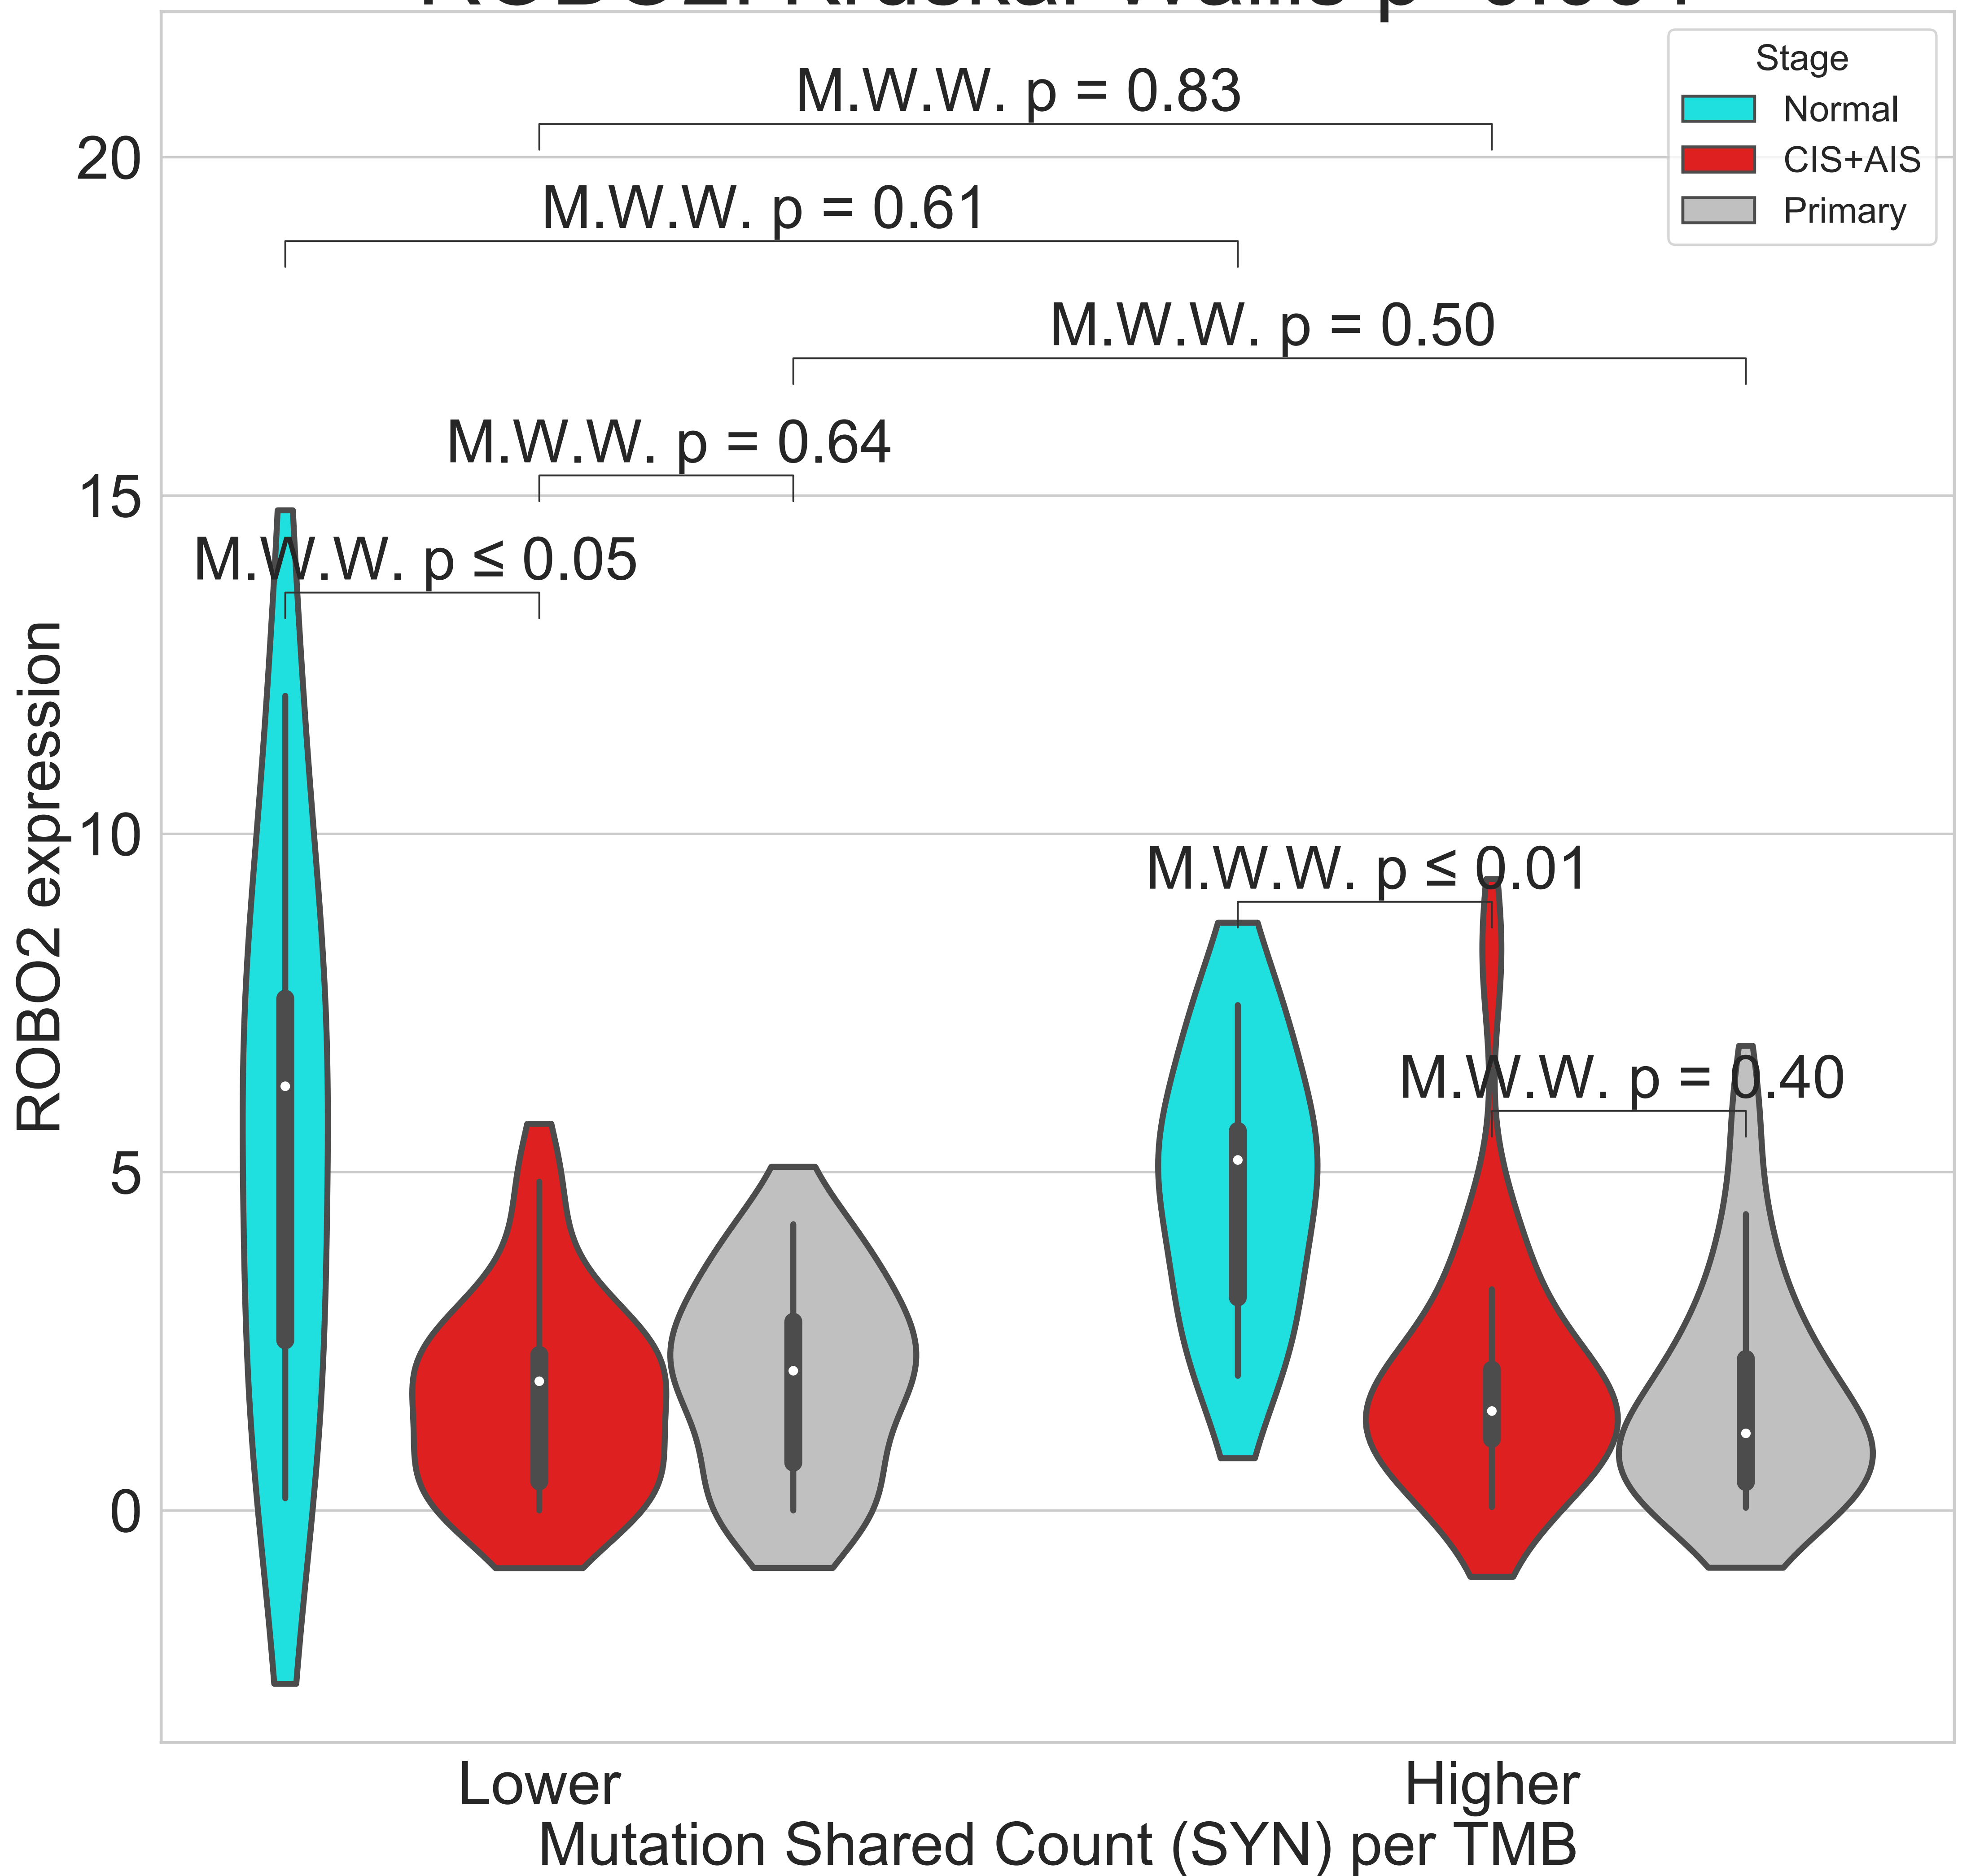 Stage
Normal
CIS+AIS
Primary
M.W.W. p = 0.83
M.W.W. p = 0.61
M.W.W. p = 0.50
M.W.W. p = 0.64
M.W.W. p ≤ 0.05
M.W.W. p ≤ 0.01
M.W.W. p = 0.40
20
15
10
5
0
ROBO2 expression
Lower
Higher
Mutation Shared Count (SYN) per TMB